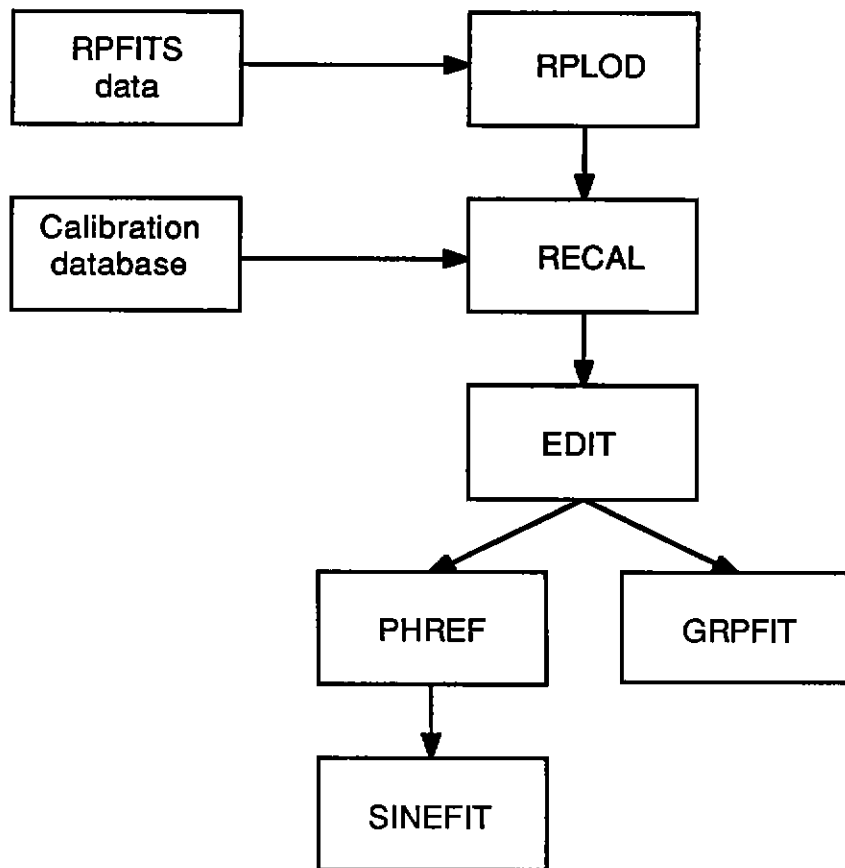 RPFITS
data
RPLOD
Calibration
database
RECAL
EDIT
PHREF
GRPFIT
SINEFIT